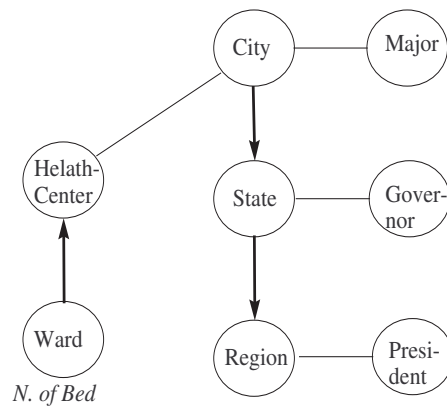 City
Major
Helath-
Center
State
Gover-
nor
Ward
Region
Presi-
dent
N. of Bed